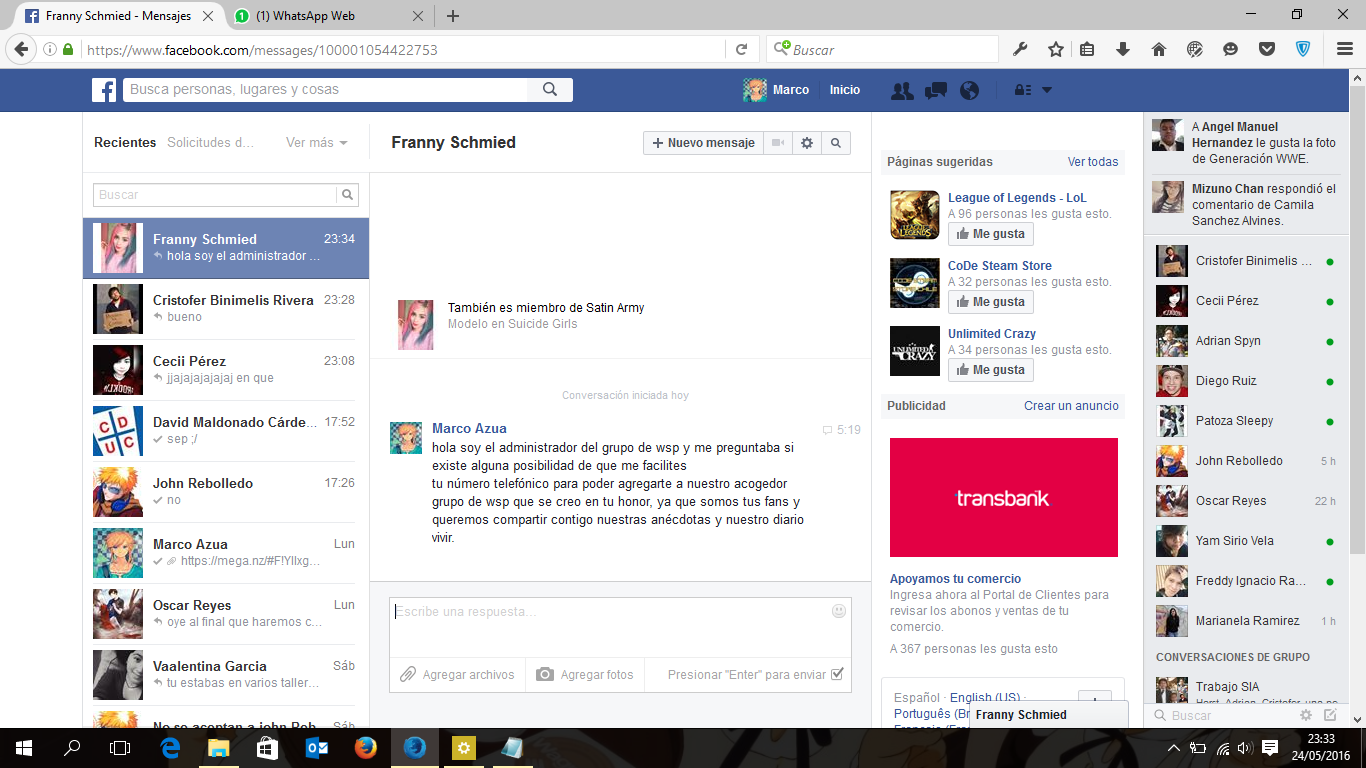 Franny Schmied - Mensajes
(1) WhatsApp Web
https://www.facebook.com/messages/100001054422753
Buscar
Busca personas, lugares y cosas
Marco
Inicio
Recientes
Solicitudes d...
Ver más
Buscar
Franny Schmied 23:34
hola soy el administrador ...
Cristofer Binimelis Rivera 23:28
bueno
Cecii Pérez 23:08
jjajajajajajaj en que
David Maldonado Cárde... 17:52
sep ;/
John Rebolledo 17:26
no
Marco Azua Lun
https://mega.nz/#F!YIlxg...
Oscar Reyes Lun
oye al final que haremos c...
Vaalentina Garcia Sáb
tu estabas en varios taller...
No se aceptan a john Reb Sáb
Franny Schmied
Nuevo mensaje
También es miembro de Satin Army
Modelo en Suicide Girls
Conversación iniciada hoy
Marco Azua 5:19
hola soy el administrador del grupo de wsp y me preguntaba si
existe alguna posibilidad de que me facilites
tu número telefónico para poder agregarte a nuestro acogedor
grupo de wsp que se creo en tu honor, ya que somos tus fans y
queremos compartir contigo nuestras anécdotas y nuestro diario
vivir.
Escribe una respuesta...
Agregar archivos
Agregar fotos
Presionar "Enter" para enviar
Páginas sugeridas
Ver todas
LEAGUE OF LEGENDS
League of Legends - LoL
A 96 personas les gusta esto.
Me gusta
CoDe Steam Store
A 32 personas les gusta esto.
Me gusta
UNLIMITED CRAZY
Unlimited Crazy
A 34 personas les gusta esto.
Me gusta
Publicidad
Crear un anuncio
transbank
Apoyamos tu comercio
Ingresa ahora al Portal de Clientes para
revisar los abonos y ventas de tu
comercio.
A 367 personas les gusta esto
Español · English (US) ·
Português (Br
Franny Schmied
A Angel Manuel
Hernandez le gusta la foto
de Generación WWE.
Mizuno Chan respondió el
comentario de Camila
Sanchez Alvines.
Cristofer Binimelis ...
Cecii Pérez
Adrian Spyn
Diego Ruiz
Patoza Sleepy
John Rebolledo 5 h
Oscar Reyes 22 h
Yam Sirio Vela
Freddy Ignacio Ra...
Marianela Ramirez 1 h
CONVERSACIONES DE GRUPO
Trabajo SIA
Buscar
23:33
24/05/2016